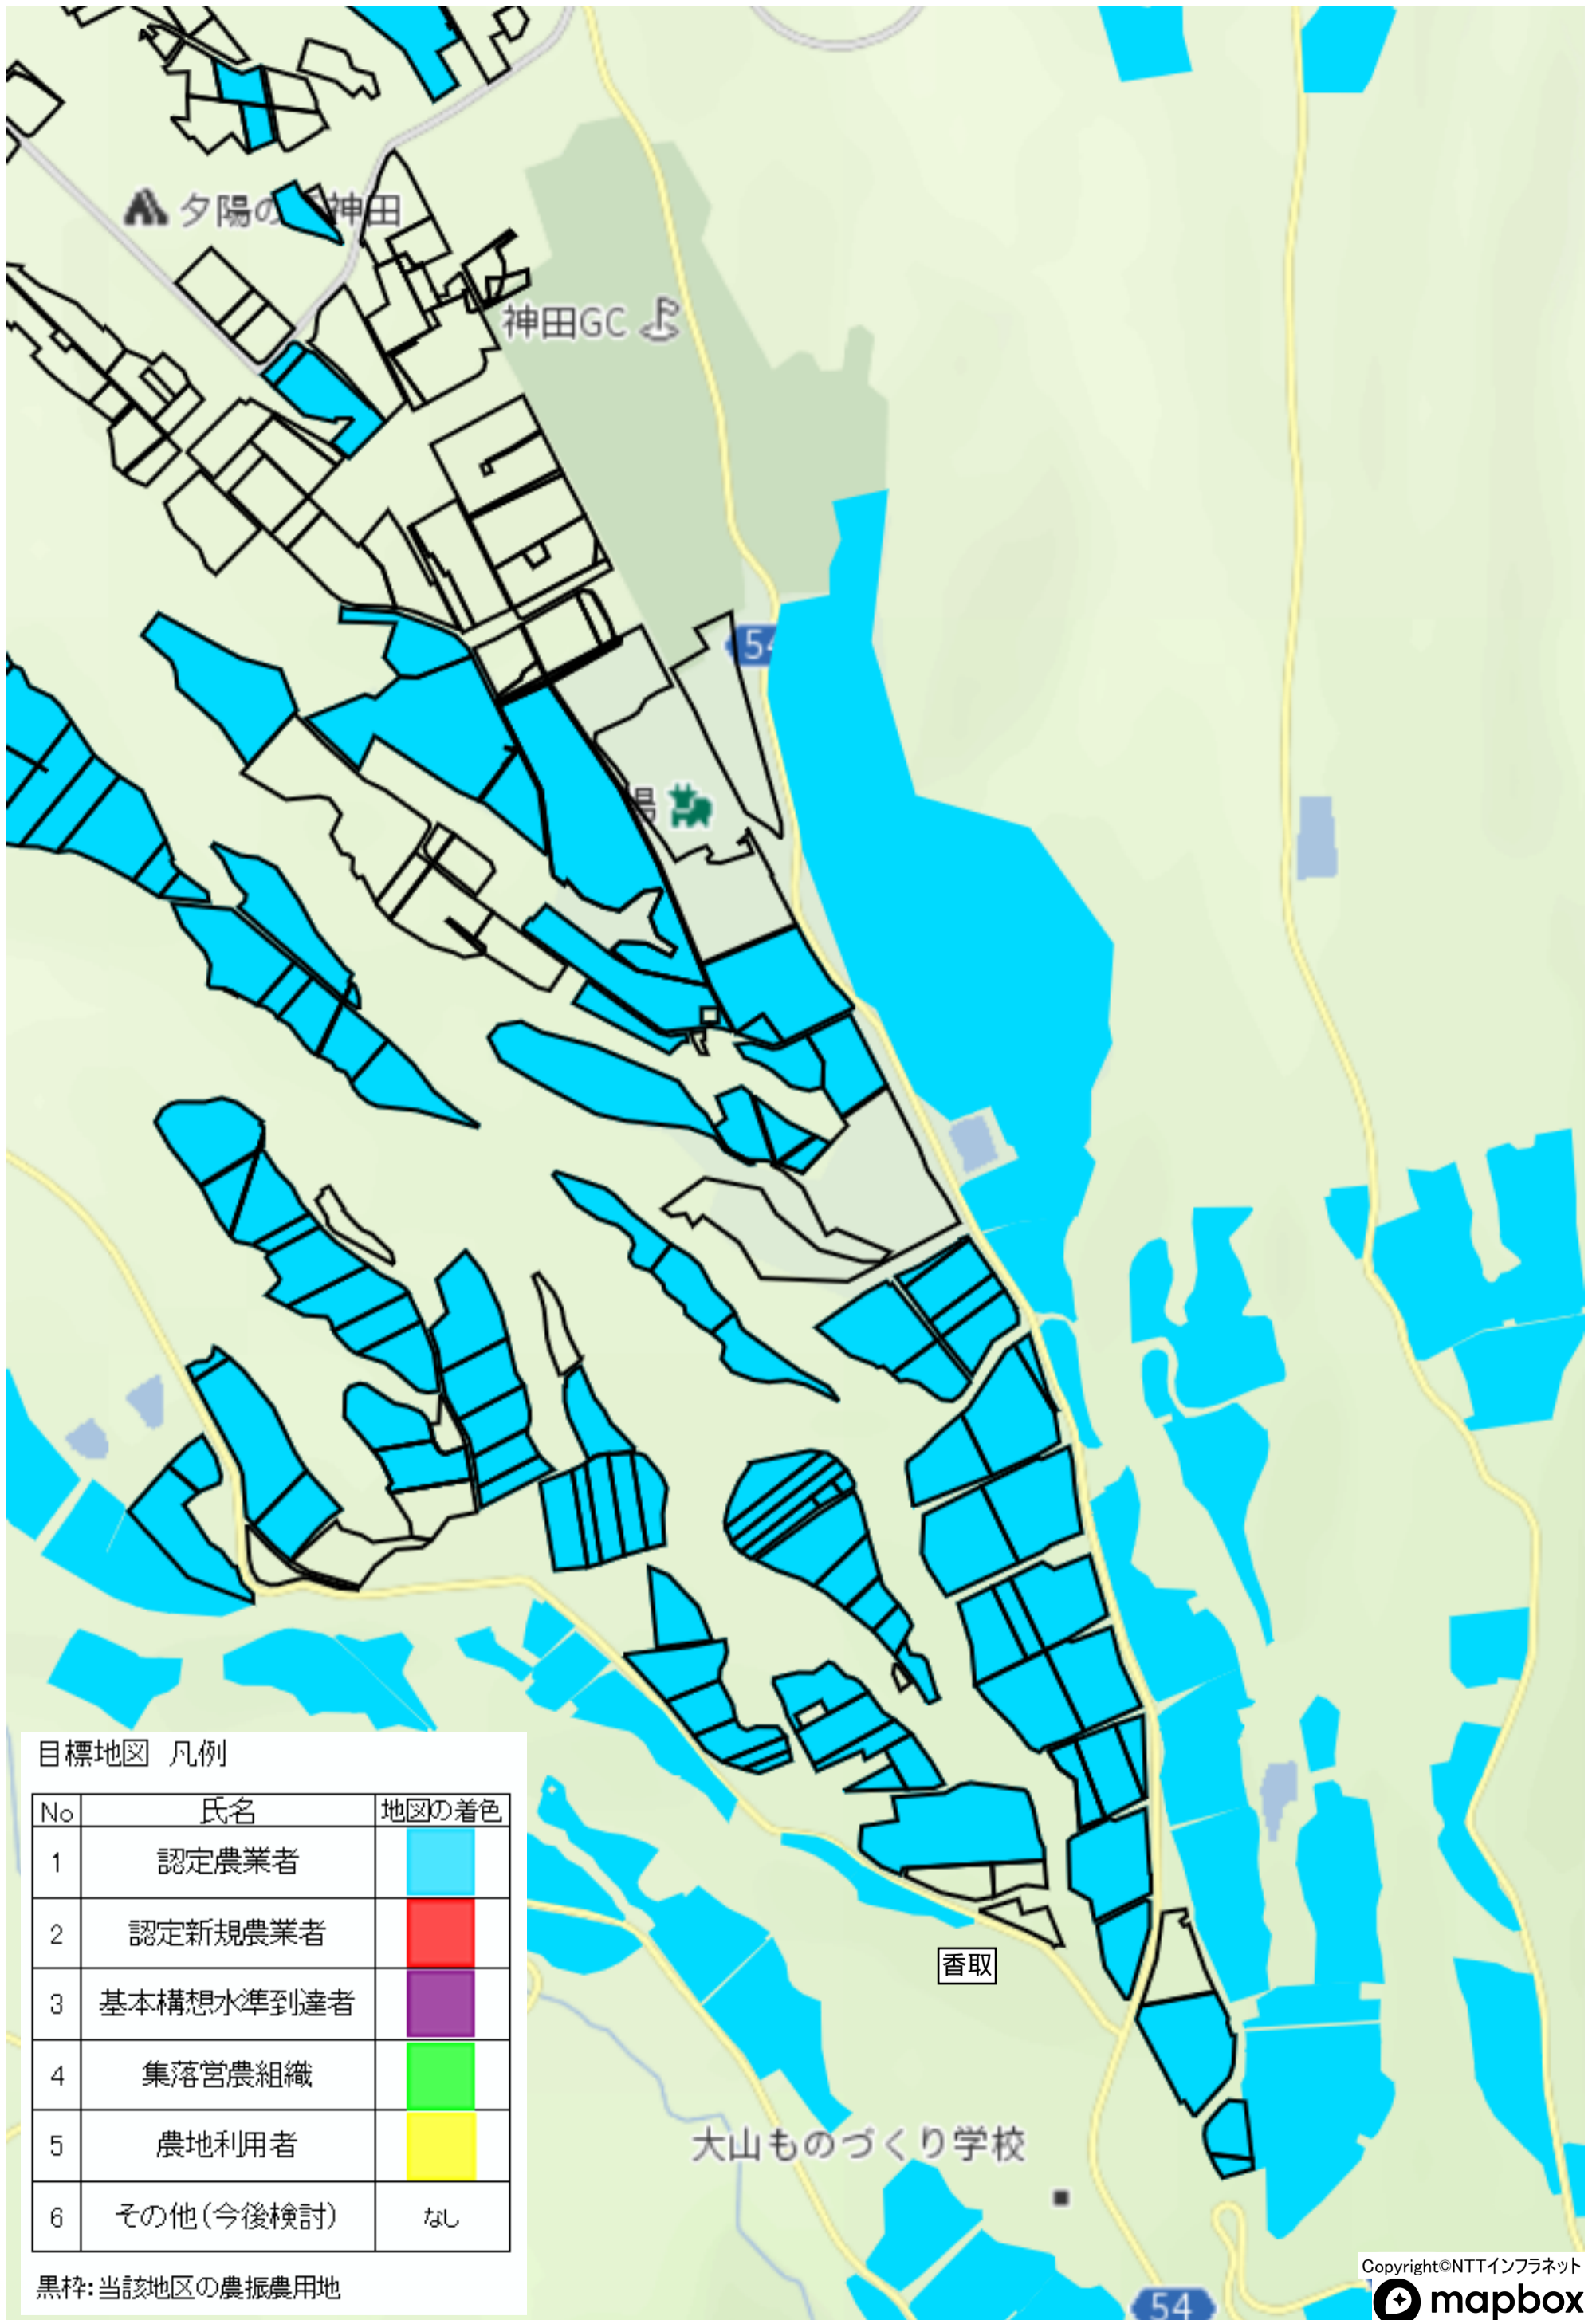 夕陽の
神田
神田GC
54
場
香取
目標地図 凡例
No 氏名 地図の着色
1 認定農業者
2 認定新規農業者
3 基本構想水準到達者
4 集落営農組織
5 農地利用者
6 その他(今後検討) なし
黒枠:当該地区の農振農用地
大山ものづくり学校
54
Copyright©NTTインフラネット
mapbox